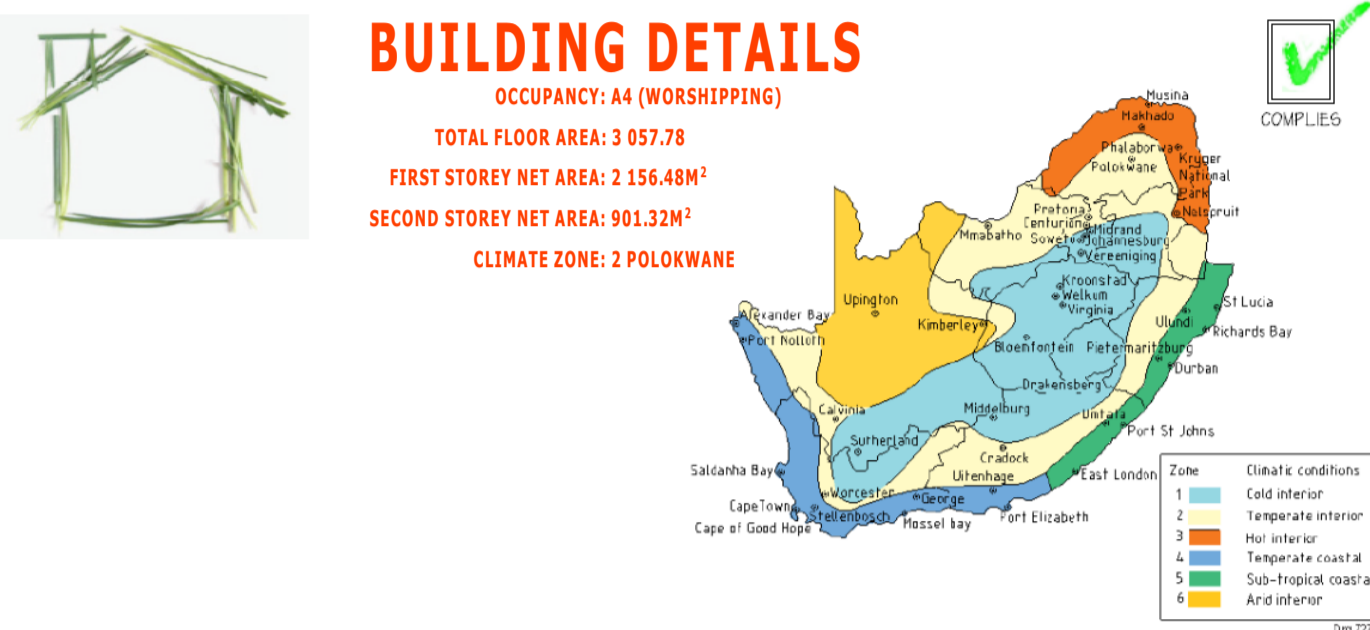 BUILDING DETAILS
OCCUPANCY: A4 (WORSHIPPING)
TOTAL FLOOR AREA: 3 057.78
FIRST STOREY NET AREA: 2 156.48M²
SECOND STOREY NET AREA: 901.32M²
CLIMATE ZONE: 2 POLOKWANE
COMPLIES
Musina
Makhado
Phalaborwa
Polokwane
Kruger
National
Park
Nelspruit
Pretoria
Centurion
Mmabatho
Midrand
Soweto
Johannesburg
Vereeniging
Kroonstad
Welkum
Virginia
Upington
Kimberley
St Lucia
Ulundi
Richards Bay
Alexander Bay
Port Nolloth
Bloenfontein
Pietermaritzburg
Durban
Drakensberg
Calvinia
Middelburg
Umtata
Port St Johns
Sutherland
Cradock
Saldanha Bay
Uitenhage
East London
Worcester
George
Cape Town
Stellenbosch
Mossel bay
Port Elizabeth
Cape of Good Hope
Zone Climatic conditions
1 Cold interior
2 Temperate interior
3 Hot interior
4 Temperate coastal
5 Sub-tropical coasta
6 Arid interior